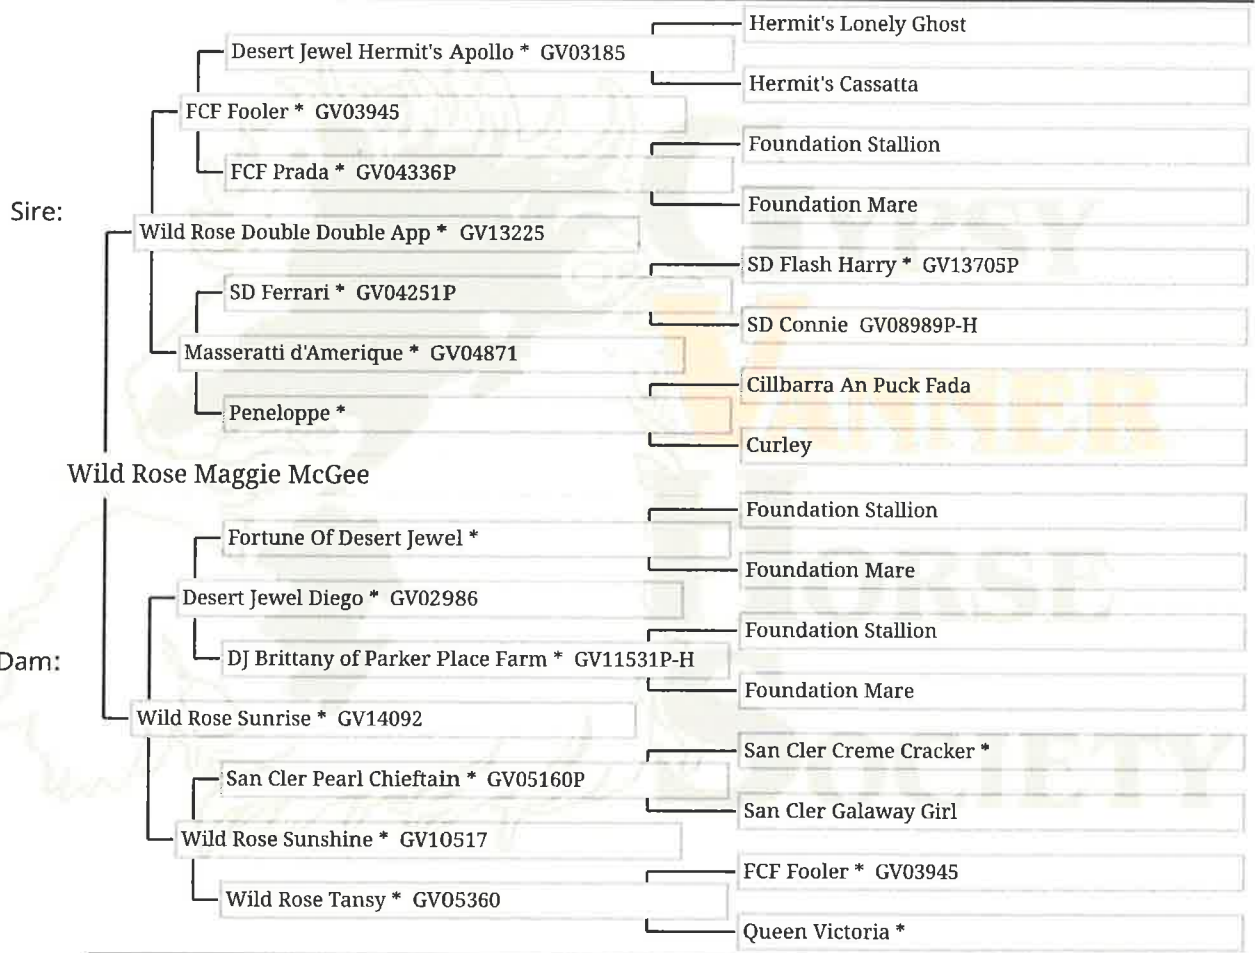 Hermit's Lonely Ghost
Desert Jewel Hermit's Apollo * GV03185
Hermit's Cassatta
FCF Fooler * GV03945
Foundation Stallion
FCF Prada * GV04336P
Foundation Mare
Sire:
Wild Rose Double Double App * GV13225
SD Flash Harry * GV13705P
SD Ferrari * GV04251P
SD Connie GV08989P-H
Masseratti d'Amerique * GV04871
Cillbarra An Puck Fada
Peneloppe *
Curley
Wild Rose Maggie McGee
Foundation Stallion
Fortune Of Desert Jewel *
Foundation Mare
Desert Jewel Diego * GV02986
Foundation Stallion
DJ Brittany of Parker Place Farm * GV11531P-H
Dam:
Foundation Mare
Wild Rose Sunrise * GV14092
San Cler Creme Cracker *
San Cler Pearl Chieftain * GV05160P
San Cler Galaway Girl
Wild Rose Sunshine * GV10517
FCF Fooler * GV03945
Wild Rose Tansy * GV05360
Queen Victoria *
GYPSY
VANNER
HORSE
SOCIETY